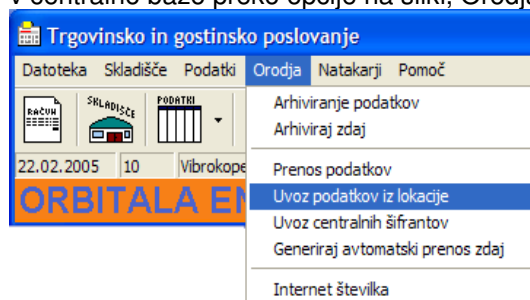 v centralno bazo preko opcije na sliki, Orodja
Trgovinsko in gostinsko poslovanje
Datoteka Skladišče Podatki Orodja Natakarji Pomoč
RAČUN SKLADISČE PODATKI
Arhiviranje podatkov
Arhiviraj zdaj
22.02.2005 10 Vibrokope
Prenos podatkov
ORBITALA EN
Uvoz podatkov iz lokacije
Uvoz centralnih šifrantov
Generiraj avtomatski prenos zdaj
Internet številka